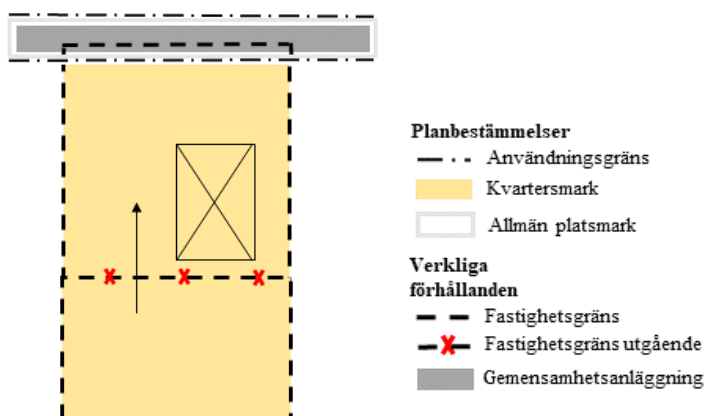 Planbestämmelser
Användningsgräns
Kvartersmark
Allmän platsmark
Verkliga
förhållanden
Fastighetsgräns
Fastighetsgräns utgående
Gemensamhetsanläggning